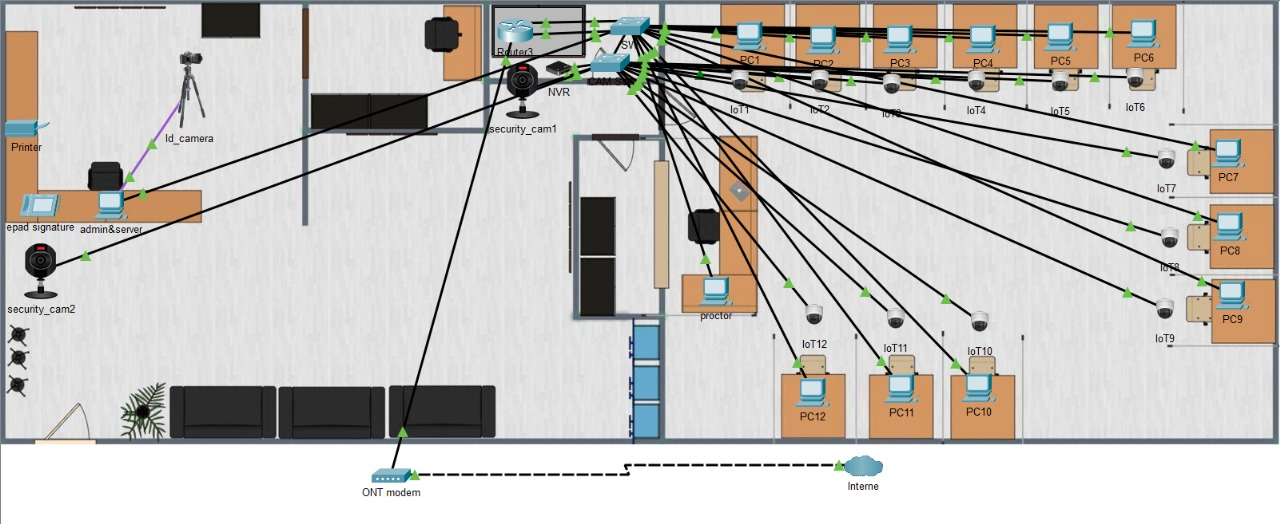 Router3
SW
CAM SW
NVR
security_cam1
PC1
PC2
PC3
PC4
PC5
PC6
IoT1
IoT2
IoT3
IoT4
IoT5
IoT6
Printer
Id_camera
epad signature
admin&server
security_cam2
IoT7
PC7
PC8
IoT8
PC9
IoT9
proctor
IoT12
IoT11
IoT10
PC12
PC11
PC10
ONT modem
Interne